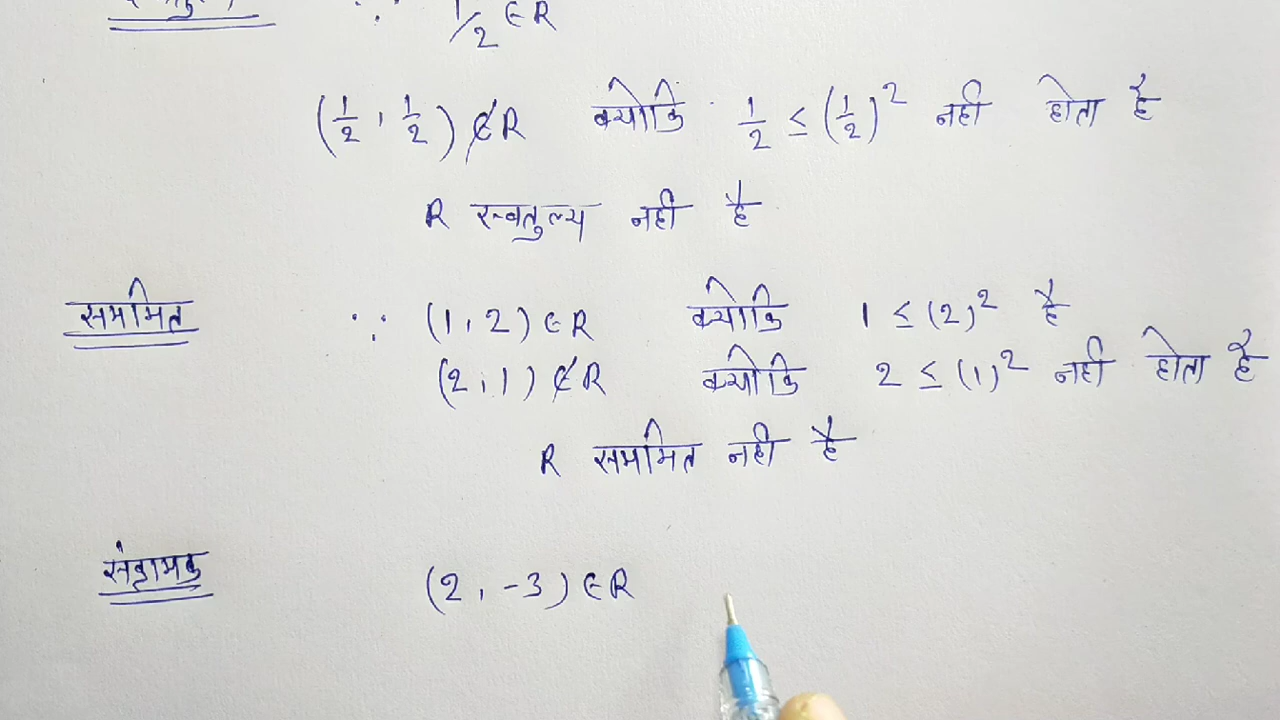 ∵ 1/2 ∈ R
(1/2, 1/2) ∉ R क्योकि 1/2 ≤ (1/2)² नही होता है
R स्वतुल्य नही है
सममित ∵ (1, 2) ∈ R क्योकि 1 ≤ (2)² है
(2, 1) ∉ R क्योकि 2 ≤ (1)² नही होता है
R सममित नही है
संक्रामक (2, -3) ∈ R